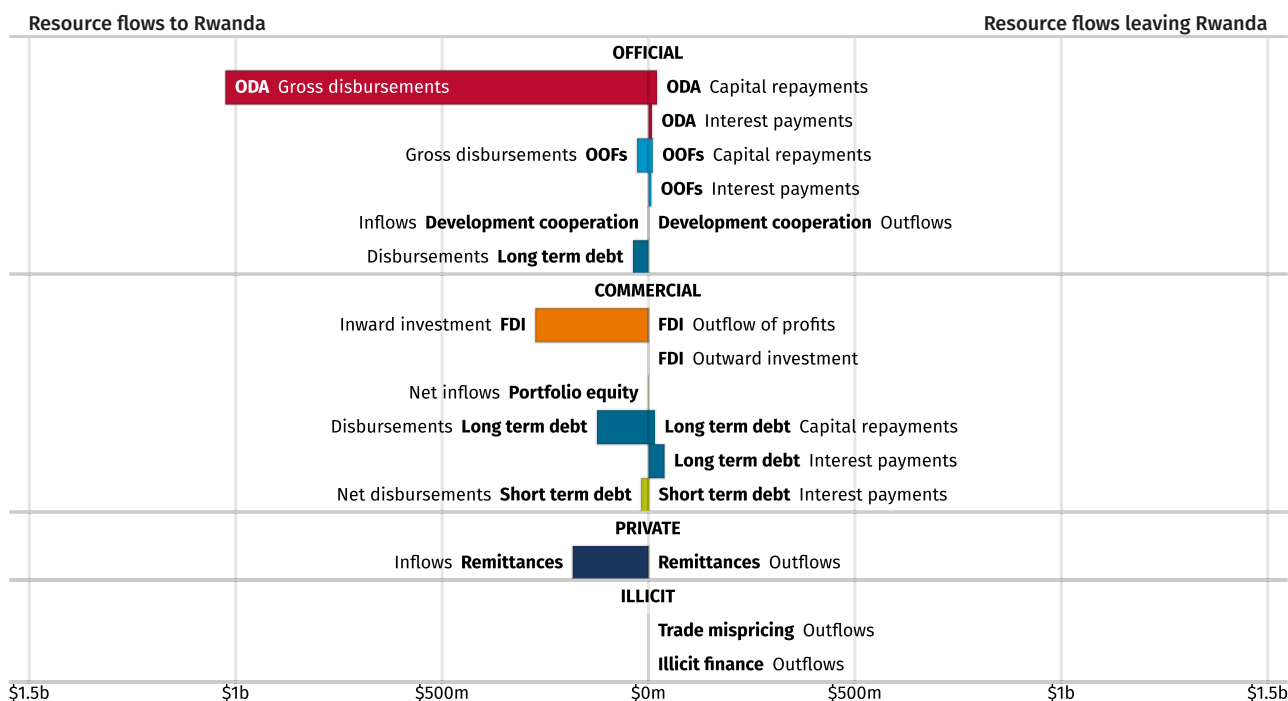 Resource flows to Rwanda Resource flows leaving Rwanda
OFFICIAL
ODA Gross disbursements ODA Capital repayments
ODA Interest payments
Gross disbursements OOFs OOFs Capital repayments
OOFs Interest payments
Inflows Development cooperation Development cooperation Outflows
Disbursements Long term debt
COMMERCIAL
Inward investment FDI FDI Outflow of profits
FDI Outward investment
Net inflows Portfolio equity
Disbursements Long term debt Long term debt Capital repayments
Long term debt Interest payments
Net disbursements Short term debt Short term debt Interest payments
PRIVATE
Inflows Remittances Remittances Outflows
ILLICIT
Trade mispricing Outflows
Illicit finance Outflows
$1.5b $1b $500m $0m $500m $1b $1.5b